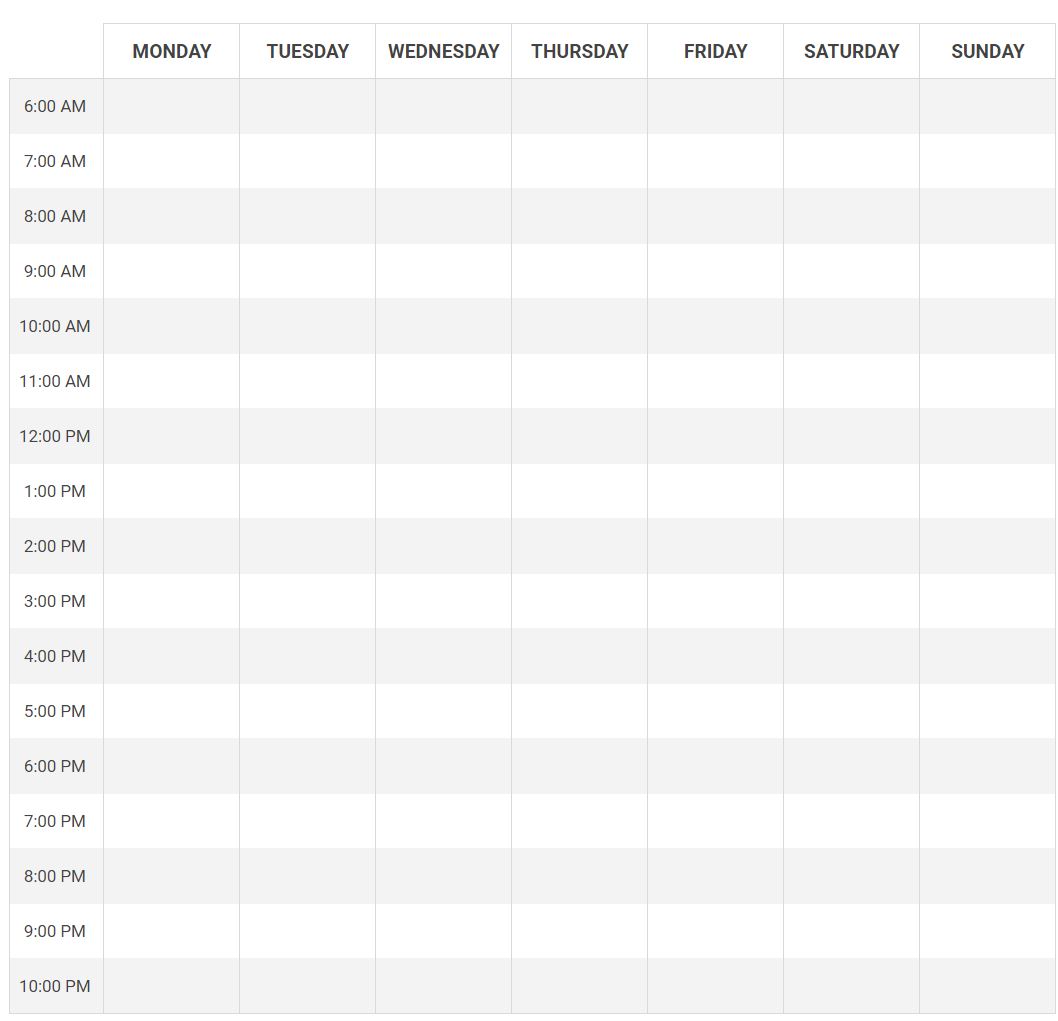 MONDAY TUESDAY WEDNESDAY THURSDAY FRIDAY SATURDAY SUNDAY
6:00 AM
7:00 AM
8:00 AM
9:00 AM
10:00 AM
11:00 AM
12:00 PM
1:00 PM
2:00 PM
3:00 PM
4:00 PM
5:00 PM
6:00 PM
7:00 PM
8:00 PM
9:00 PM
10:00 PM